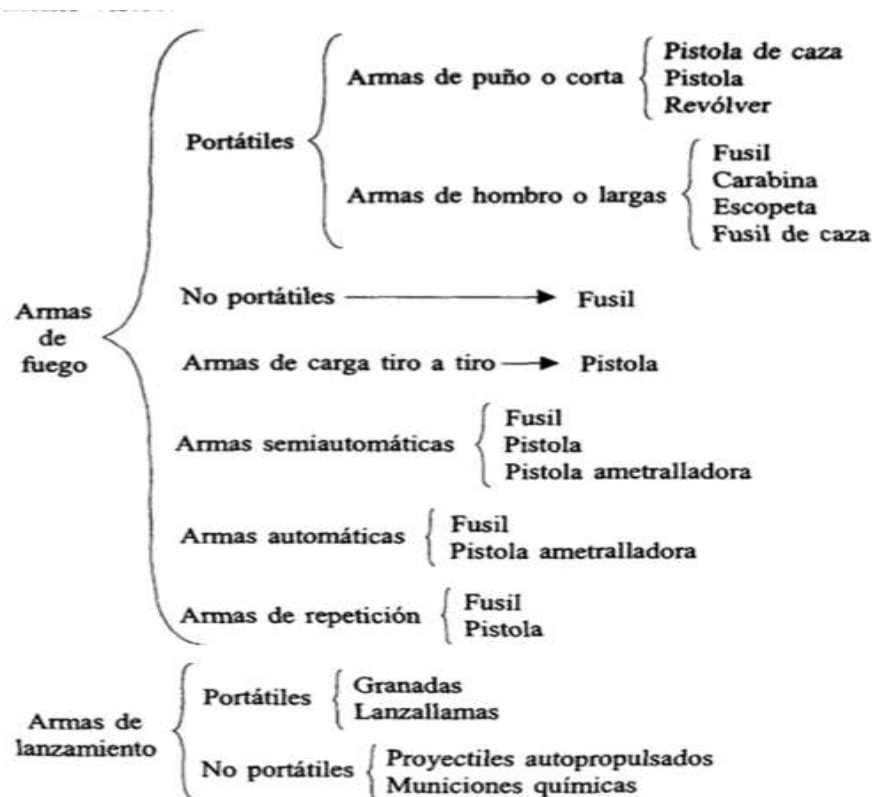 Armas de puño o corta
Pistola de caza
Pistola
Revólver
Portátiles
Armas de hombro o largas
Fusil
Carabina
Escopeta
Fusil de caza
Armas
de
fuego
No portátiles
Fusil
Armas de carga tiro a tiro
Pistola
Armas semiautomáticas
Fusil
Pistola
Pistola ametralladora
Armas automáticas
Fusil
Pistola ametralladora
Armas de repetición
Fusil
Pistola
Armas de
lanzamiento
Portátiles
Granadas
Lanzallamas
No portátiles
Proyectiles autopropulsados
Municiones químicas